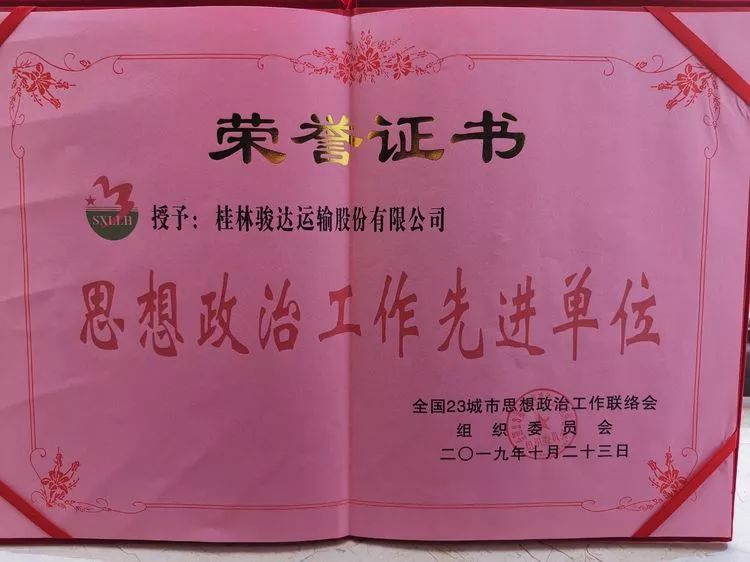 荣誉证书
SXLLH
授予：桂林骏达运输股份有限公司
思想政治工作先进单位
全国23城市思想政治工作联络会
组织委员会
二〇一九年十月二十三日